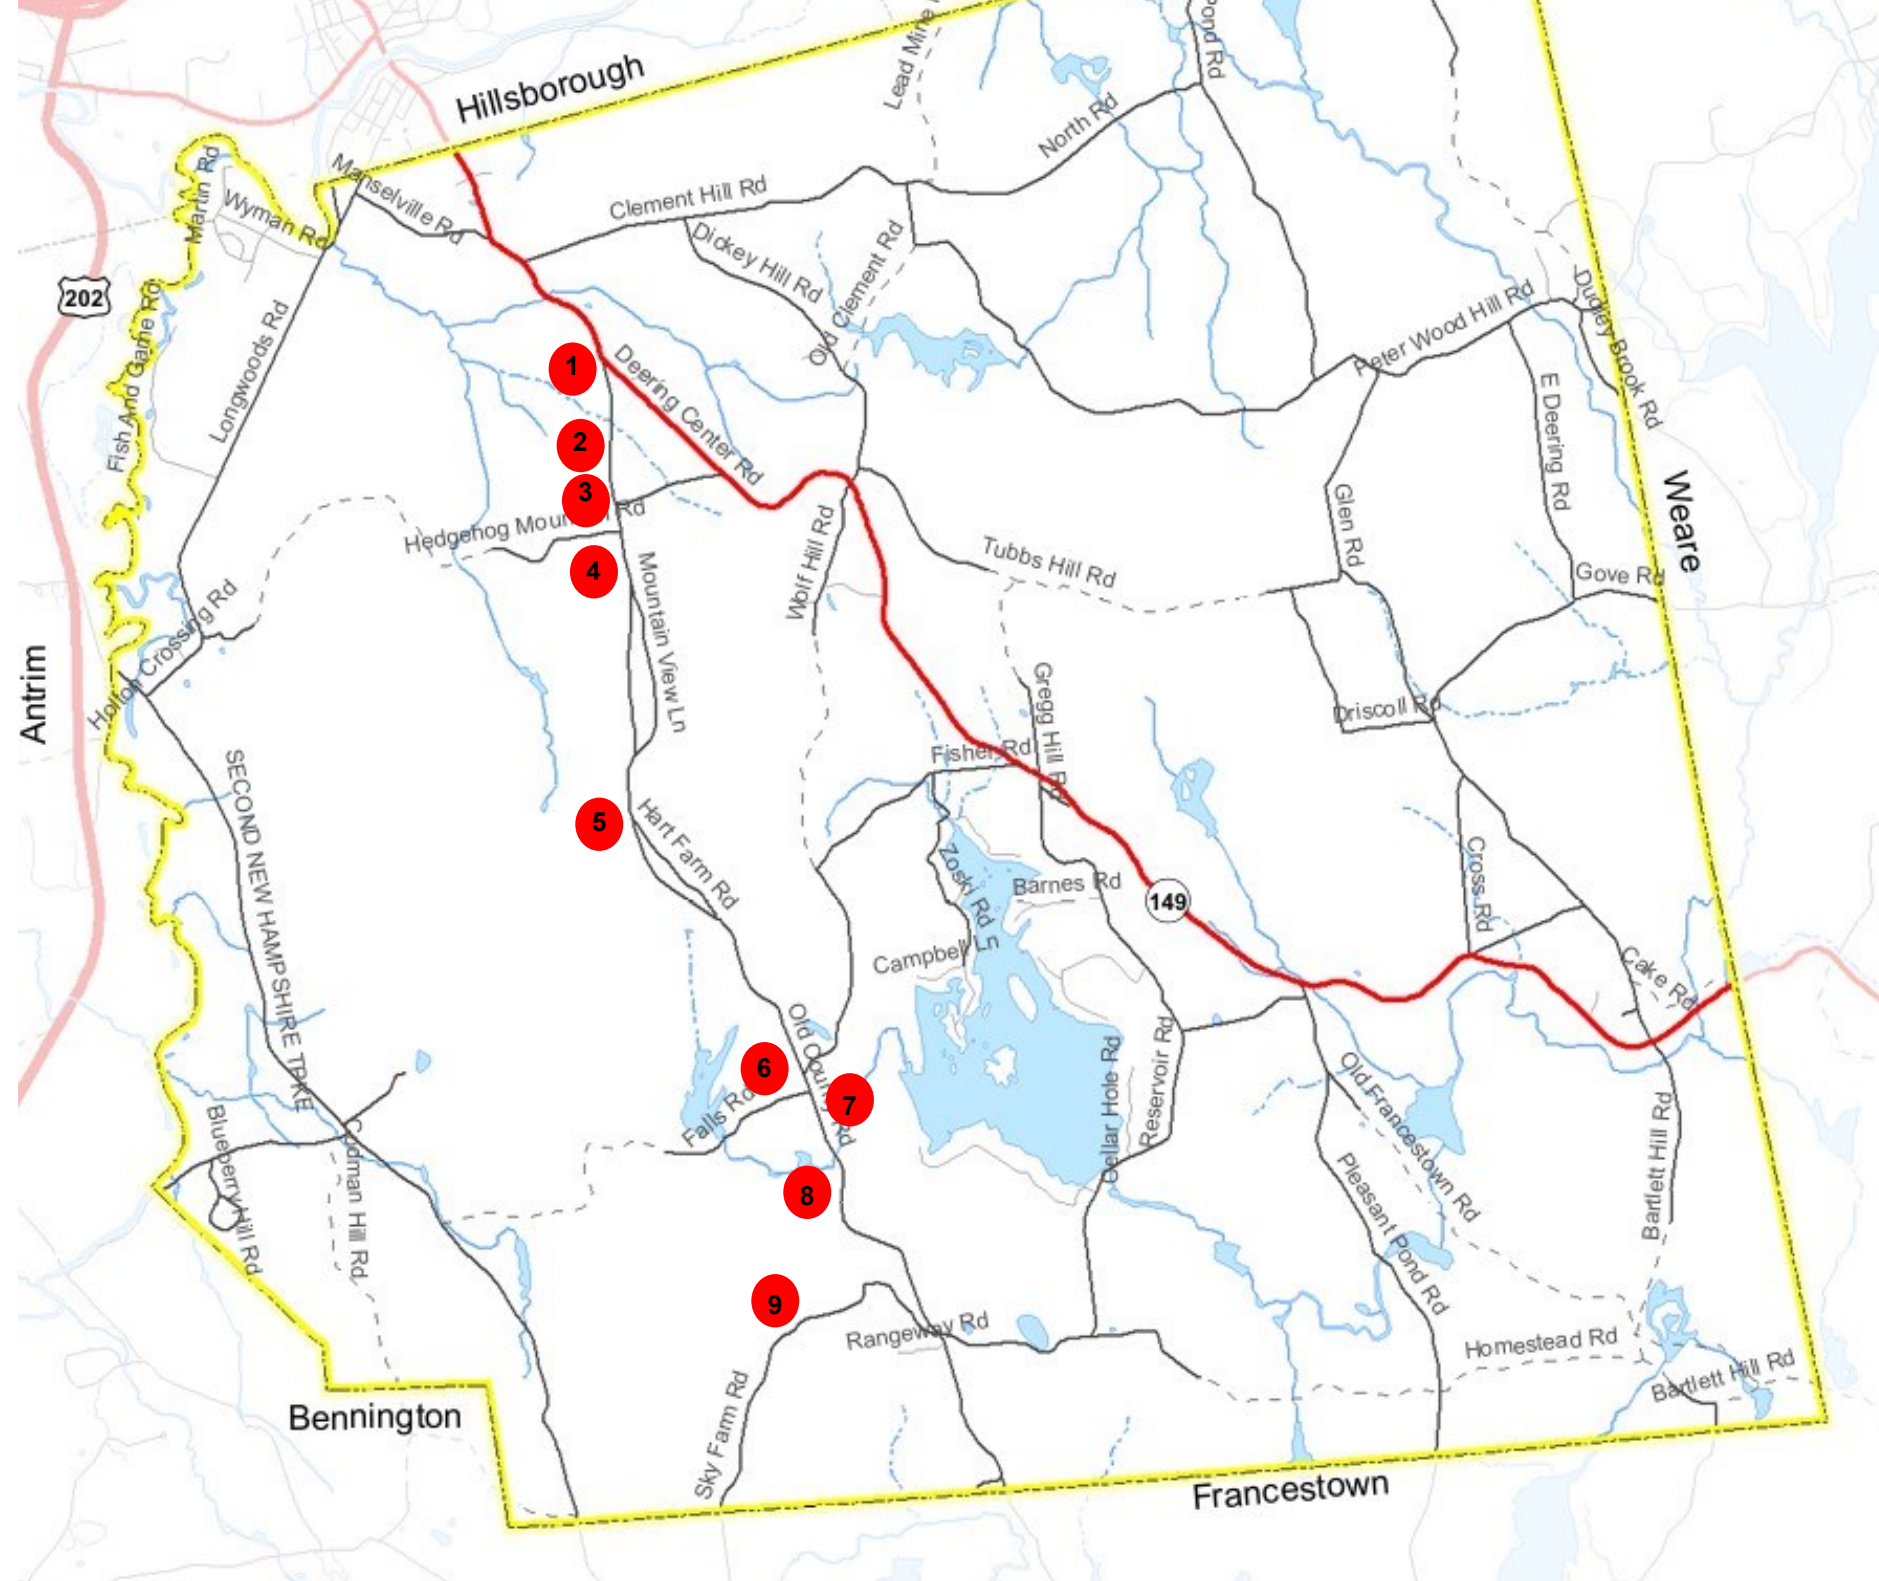 Lead Mine
Pond Rd
Hillsborough
North Rd
Martin Rd
Manselville Rd
Wyman Rd
Clement Hill Rd
Dickey Hill Rd
Old Clement Rd
202
Fish And Game Rd
Longwoods Rd
Peter Wood Hill Rd
Dudley Brook Rd
1
Deering Center Rd
E Deering Rd
2
3
Hedgehog Mountain Rd
Weare
Glen Rd
4
Mountain View Ln
Wolf Hill Rd
Tubbs Hill Rd
Gove Rd
Antrim
Holton Crossing Rd
Gregg Hill Rd
Driscoll Rd
Fisher Rd
SECOND NEW HAMPSHIRE TPKE
5
Hart Farm Rd
Zoski Rd
Ln
Barnes Rd
149
Cross Rd
Campbell Ln
Cake Rd
Old County Rd
6
7
Falls Rd
Cellar Hole Rd
Reservoir Rd
Old Francestown Rd
Blueberry Hill Rd
Codman Hill Rd
Bartlett Hill Rd
Pleasant Pond Rd
8
9
Rangeway Rd
Homestead Rd
Sky Farm Rd
Bartlett Hill Rd
Bennington
Francestown